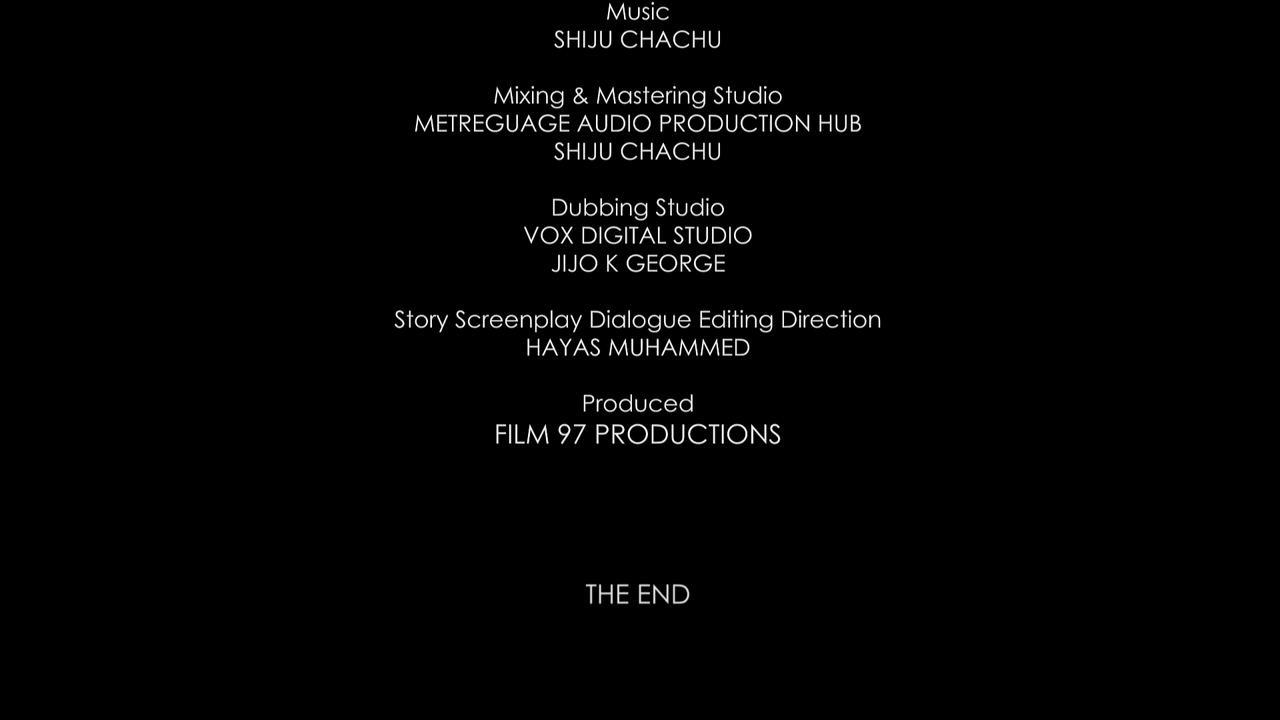 Music
SHIJU CHACHU
Mixing & Mastering Studio
METREGUAGE AUDIO PRODUCTION HUB
SHIJU CHACHU
Dubbing Studio
VOX DIGITAL STUDIO
JIJO K GEORGE
Story Screenplay Dialogue Editing Direction
HAYAS MUHAMMED
Produced
FILM 97 PRODUCTIONS
THE END